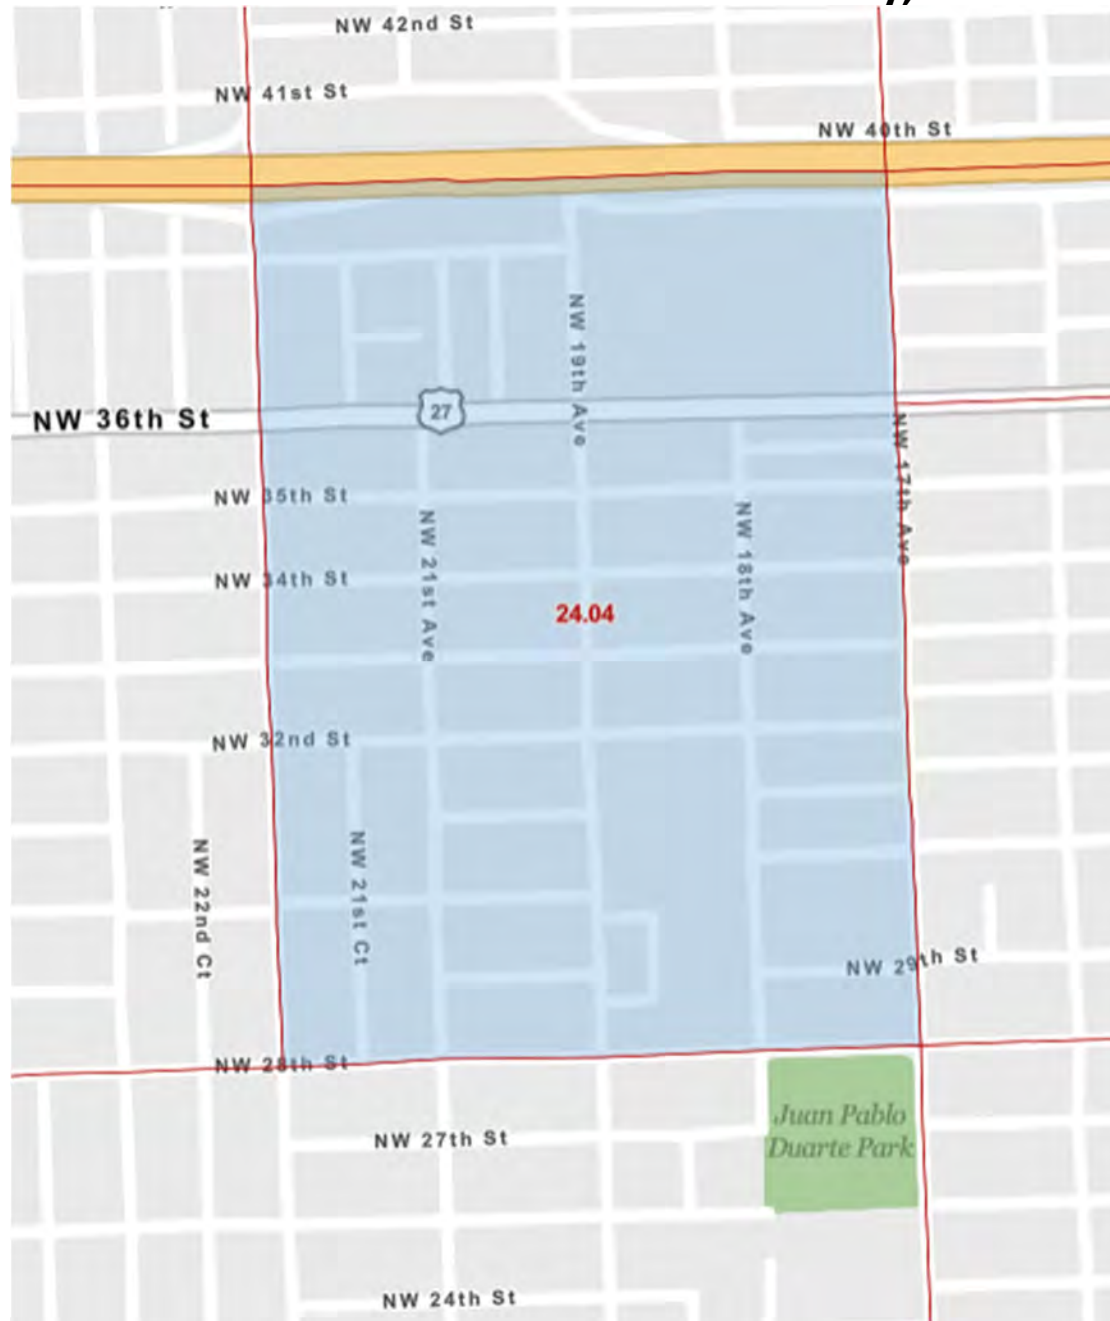 NW 42nd St
NW 41st St
NW 40th St
NW 19th Ave
27
NW 36th St
NW 17th Ave
NW 35th St
NW 21st Ave
NW 18th Ave
NW 34th St
24.04
NW 32nd St
NW 22nd Ct
NW 21st Ct
NW 29th St
NW 28th St
Juan Pablo
Duarte Park
NW 27th St
NW 24th St